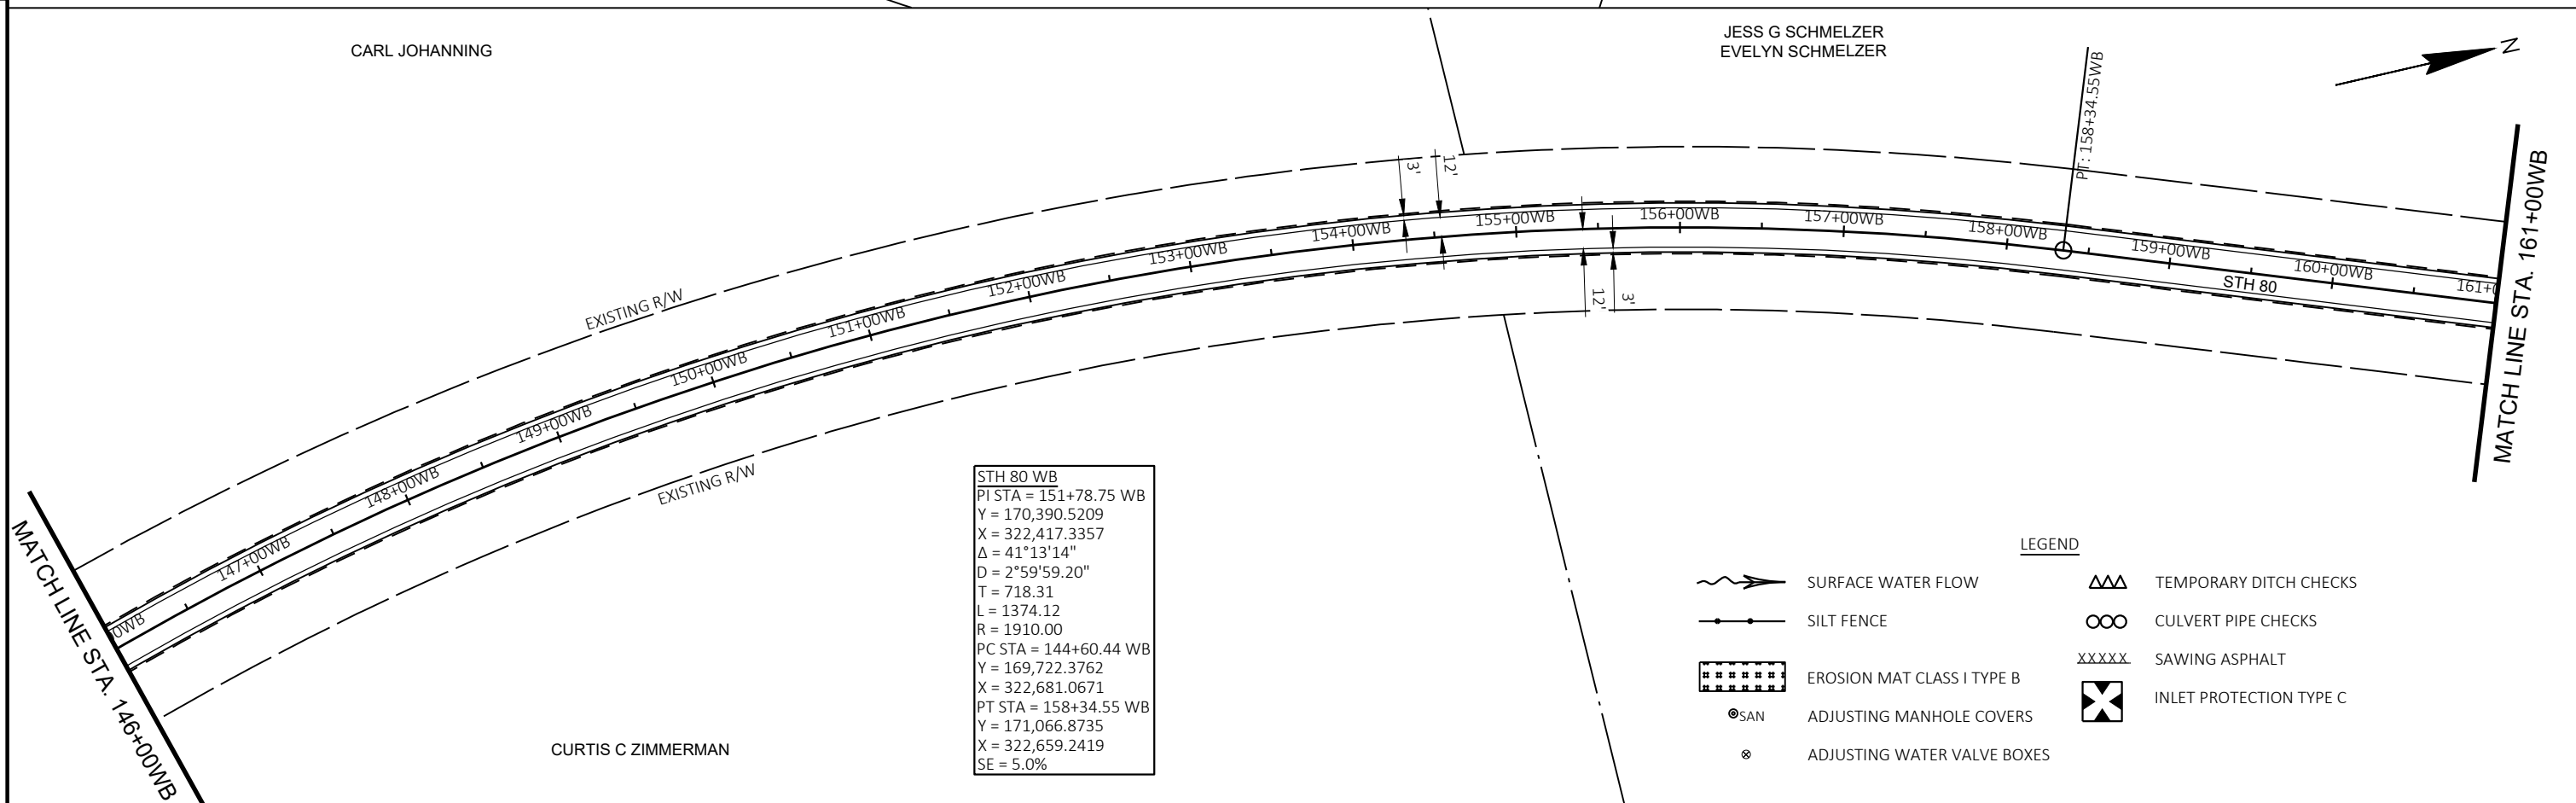 CARL JOHANNING
JESS G SCHMELZER
EVELYN SCHMELZER
N
PT: 158+34.55WB
MATCH LINE STA. 161+00WB
EXISTING R/W
3'
12'
0WB
147+00WB
148+00WB
149+00WB
150+00WB
151+00WB
152+00WB
153+00WB
154+00WB
155+00WB
156+00WB
157+00WB
158+00WB
159+00WB
160+00WB
161+0
STH 80
12'
3'
EXISTING R/W
MATCH LINE STA. 146+00WB
CURTIS C ZIMMERMAN
STH 80 WB
PI STA = 151+78.75 WB
Y = 170,390.5209
X = 322,417.3357
Δ = 41°13'14"
D = 2°59'59.20"
T = 718.31
L = 1374.12
R = 1910.00
PC STA = 144+60.44 WB
Y = 169,722.3762
X = 322,681.0671
PT STA = 158+34.55 WB
Y = 171,066.8735
X = 322,659.2419
SE = 5.0%
LEGEND
SURFACE WATER FLOW
SILT FENCE
EROSION MAT CLASS I TYPE B
SAN ADJUSTING MANHOLE COVERS
ADJUSTING WATER VALVE BOXES
TEMPORARY DITCH CHECKS
CULVERT PIPE CHECKS
XXXXX SAWING ASPHALT
INLET PROTECTION TYPE C